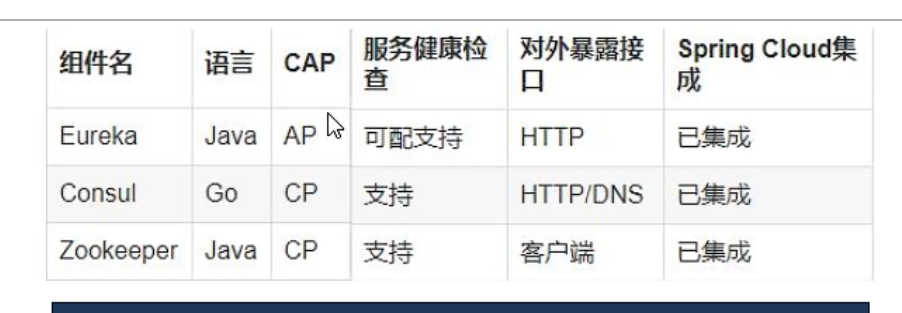 组件名 语言 CAP 服务健康检查 对外暴露接口 Spring Cloud集成
Eureka Java AP 可配支持 HTTP 已集成
Consul Go CP 支持 HTTP/DNS 已集成
Zookeeper Java CP 支持 客户端 已集成